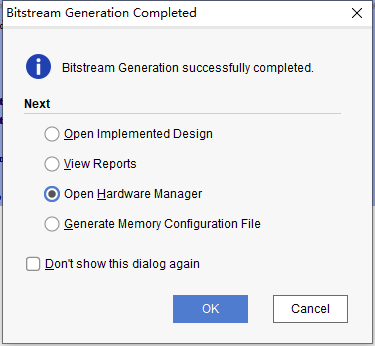 Bitstream Generation Completed
Bitstream Generation successfully completed.
Next
Open Implemented Design
View Reports
Open Hardware Manager
Generate Memory Configuration File
Don't show this dialog again
OK
Cancel